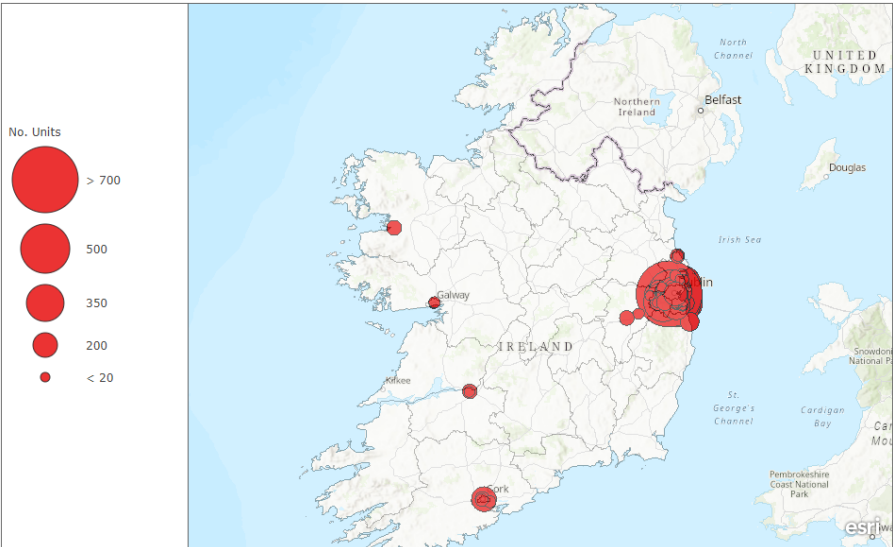 No. Units
> 700
500
350
200
< 20
North
Channel
UNITED
KINGDOM
Belfast
Northern
Ireland
Douglas
Irish Sea
Galway
IRELAND
Kilkee
St.
George's
Channel
Cardigan
Bay
Pembrokeshire
Coast National
Park
esri